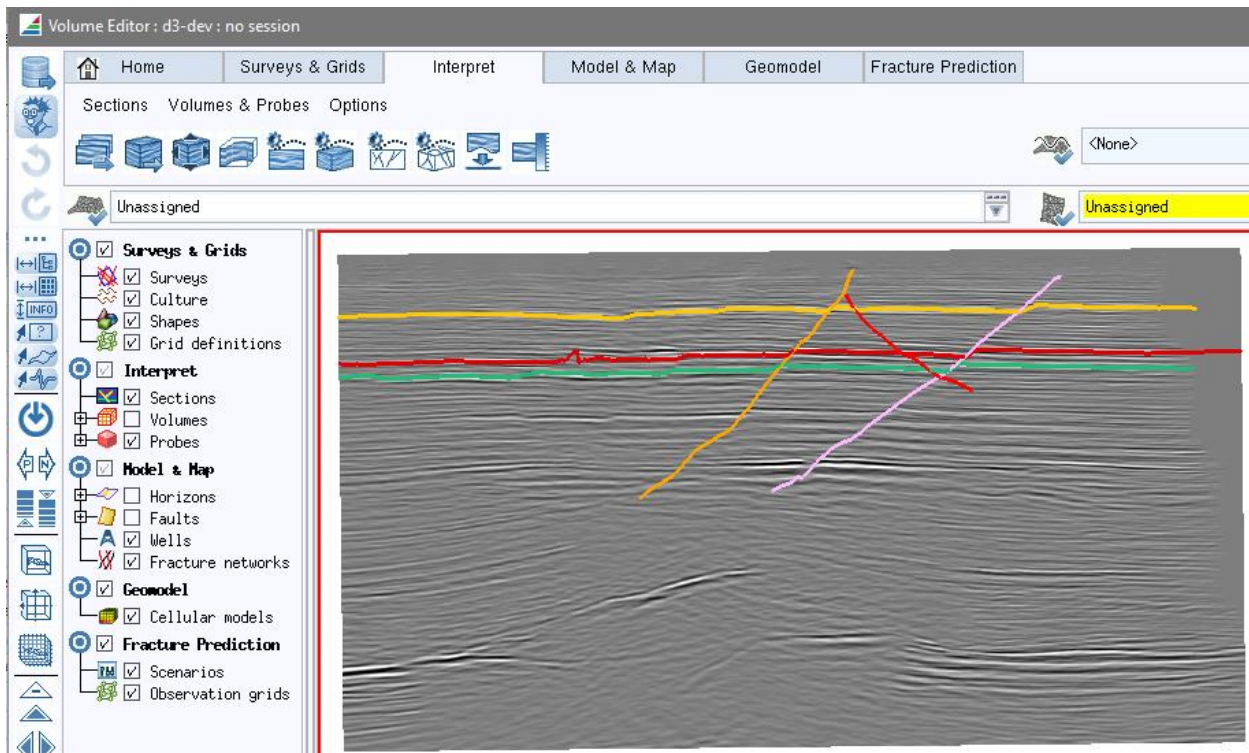 Volume Editor : d3-dev : no session
Home Surveys & Grids Interpret Model & Map Geomodel Fracture Prediction
Sections Volumes & Probes Options
<None>
Unassigned Unassigned
Surveys & Grids
Surveys
Culture
Shapes
Grid definitions
INFO
?
Interpret
Sections
Volumes
Probes
P N
Model & Map
Horizons
Faults
Wells
Fracture networks
Geomodel
Cellular models
Fracture Prediction
Scenarios
Observation grids